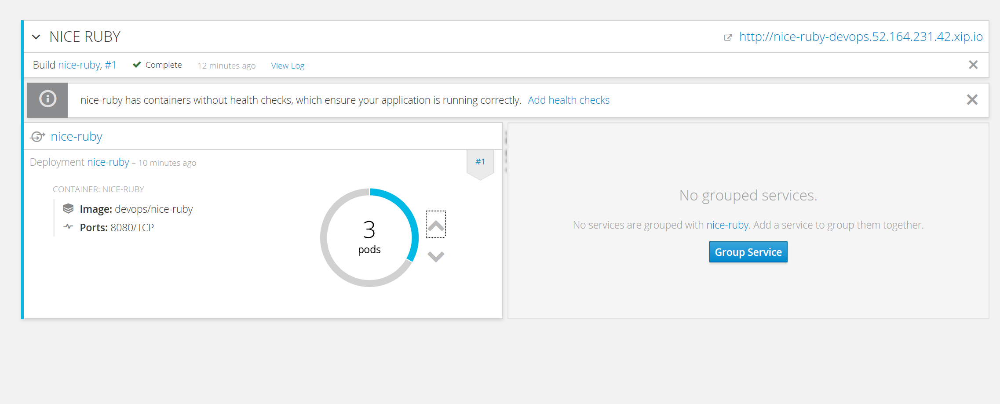 NICE RUBY
http://nice-ruby-devops.52.164.231.42.xip.io
Build nice-ruby, #1 Complete 12 minutes ago View Log
nice-ruby has containers without health checks, which ensure your application is running correctly. Add health checks
nice-ruby
Deployment nice-ruby – 10 minutes ago
#1
CONTAINER: NICE-RUBY
Image: devops/nice-ruby
Ports: 8080/TCP
3
pods
No grouped services.
No services are grouped with nice-ruby. Add a service to group them together.
Group Service